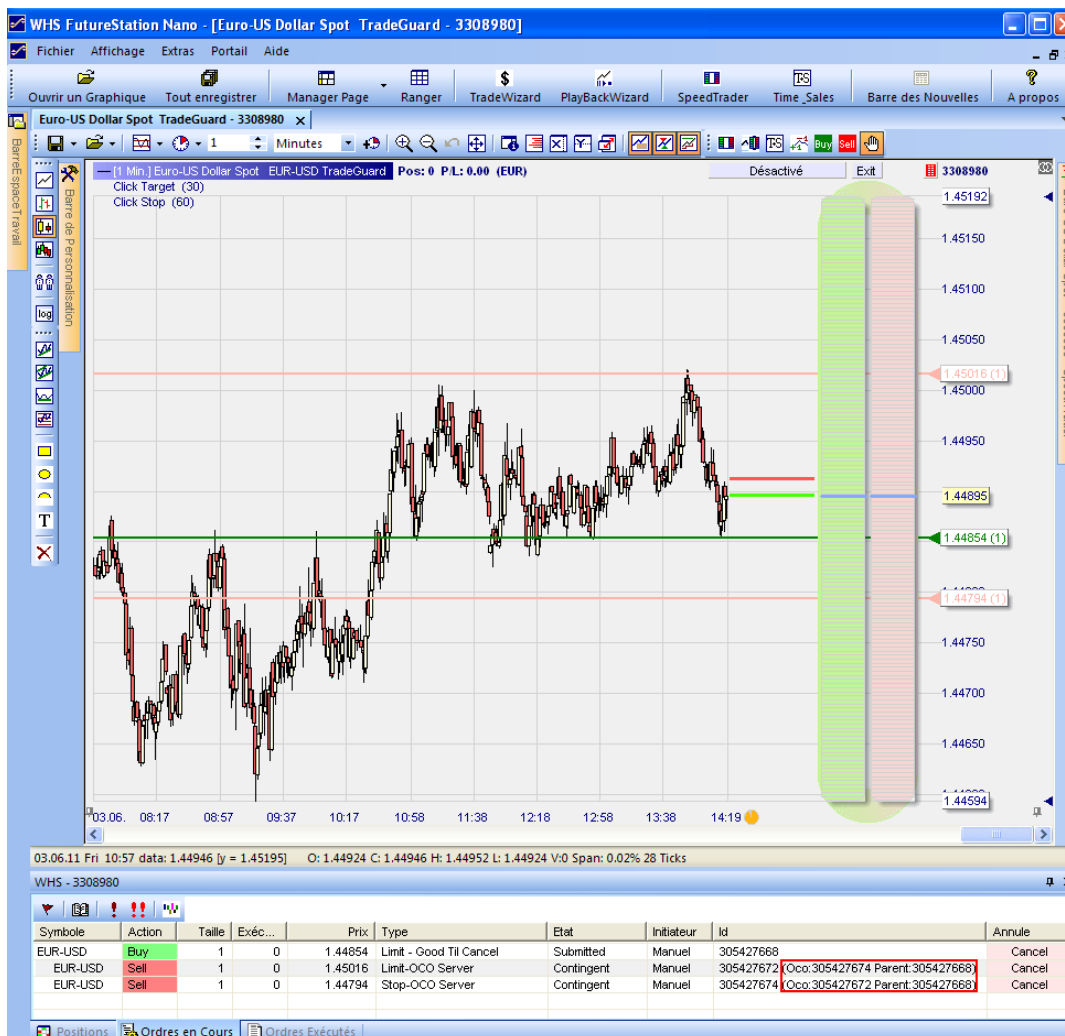 WHS FutureStation Nano - [Euro-US Dollar Spot TradeGuard - 3308980]
Fichier Affichage Extras Portail Aide
Ouvrir un Graphique Tout enregistrer Manager Page Ranger TradeWizard PlayBackWizard SpeedTrader Time_Sales Barre des Nouvelles A propos
Euro-US Dollar Spot TradeGuard - 3308980 x
1 Minutes Buy Sell
BarreEspaceTravail
Barre de Personnalisation
log
T
[1 Min.] Euro-US Dollar Spot EUR-USD TradeGuard Pos: 0 P/L: 0.00 (EUR) Désactivé Exit 3308980
Click Target (30)
Click Stop (60)
1.45192
1.45150
1.45100
1.45050
1.45016 (1)
1.45000
1.44950
1.44895
1.44854 (1)
1.44794 (1)
1.44750
1.44700
1.44650
1.44594
03.06. 08:17 08:57 09:37 10:17 10:58 11:38 12:18 12:58 13:38 14:19
03.06.11 Fri 10:57 data: 1.44946 [y = 1.45195] O: 1.44924 C: 1.44946 H: 1.44952 L: 1.44924 V:0 Span: 0.02% 28 Ticks
WHS - 3308980
Symbole Action Taille Exéc... Prix Type Etat Initiateur Id Annule
EUR-USD Buy 1 0 1.44854 Limit - Good Til Cancel Submitted Manuel 305427668 Cancel
EUR-USD Sell 1 0 1.45016 Limit-OCO Server Contingent Manuel 305427672 (Oco:305427674 Parent:305427668) Cancel
EUR-USD Sell 1 0 1.44794 Stop-OCO Server Contingent Manuel 305427674 (Oco:305427672 Parent:305427668) Cancel
Positions Ordres en Cours Ordres Exécutés